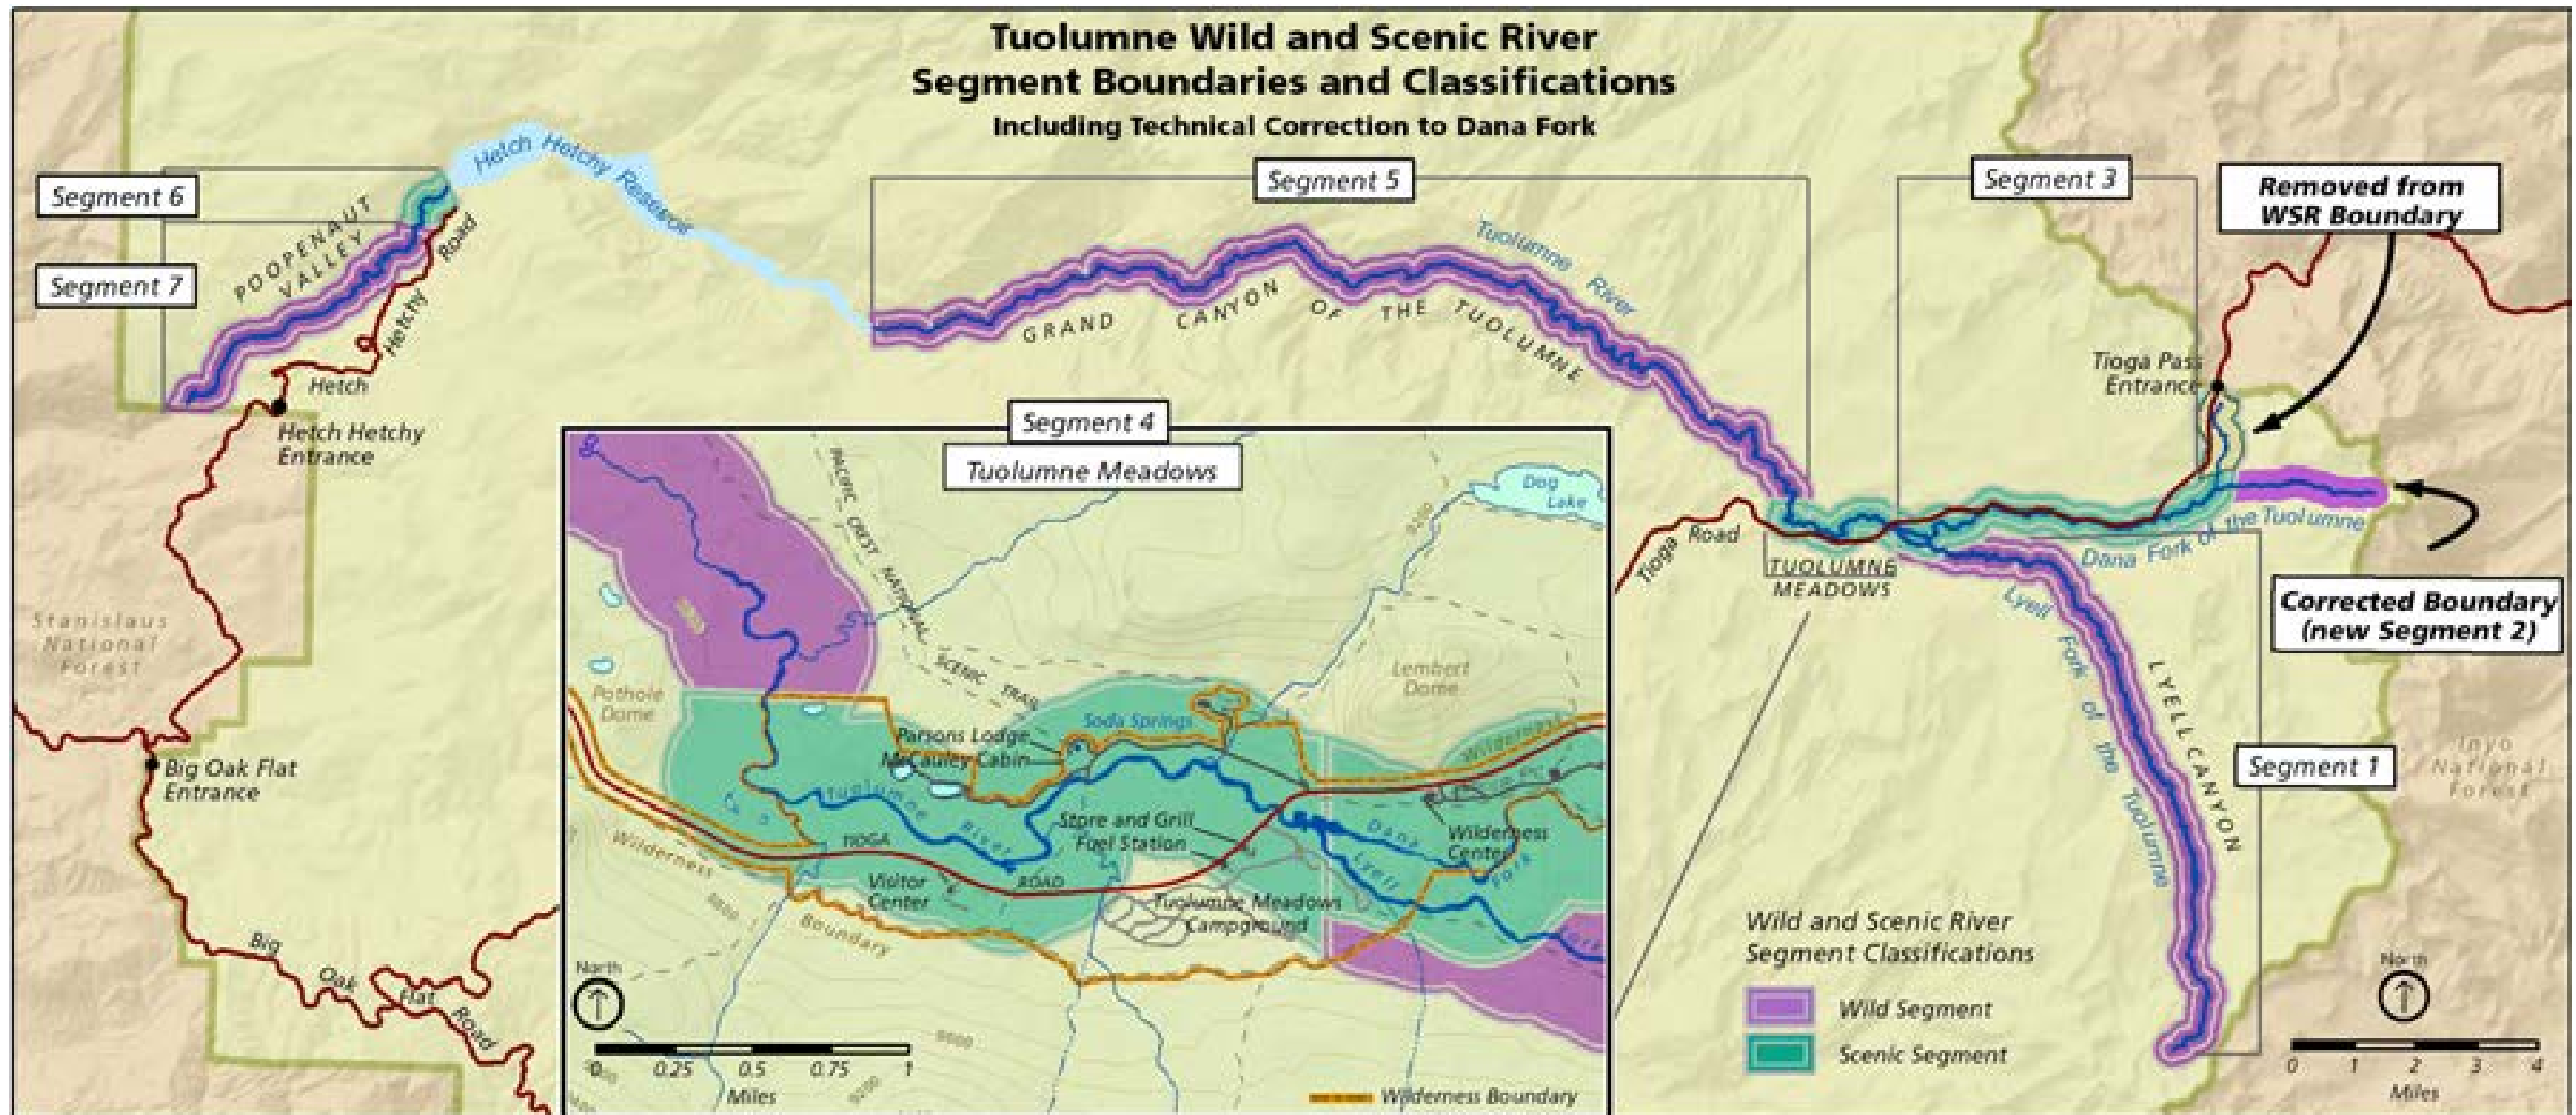 Tuolumne Wild and Scenic River
Segment Boundaries and Classifications
Including Technical Correction to Dana Fork
Segment 6
Segment 7
POOPENAUT
VALLEY
Hetch Hetchy Reservoir
Hetchy
Road
Hetch
Hetch Hetchy
Entrance
Segment 5
Tuolumne River
GRAND CANYON OF THE TUOLUMNE
Segment 3
Removed from
WSR Boundary
Tioga Pass
Entrance
Dana Fork of the Tuolumne
Corrected Boundary
(new Segment 2)
Tioga Road
TUOLUMNE
MEADOWS
Lyell Fork of the Tuolumne
LYELL CANYON
Segment 1
Stanislaus
National
Forest
Inyo
National
Forest
Big Oak Flat
Entrance
Big Oak Flat Road
Segment 4
Tuolumne Meadows
PACIFIC CREST NATIONAL SCENIC TRAIL
Dog
Lake
9200
Lembert
Dome
Pothole
Dome
Soda Springs
Parsons Lodge
McCauley Cabin
Wilderness
Tuolumne River
Store and Grill
Fuel Station
Dana Fork
Lyell Fork
Wilderness
Center
TIOGA ROAD
Visitor
Center
Tuolumne Meadows
Campground
Wilderness Boundary
8800
9200
North
0 0.25 0.5 0.75 1
Miles
Wilderness Boundary
Wild and Scenic River
Segment Classifications
Wild Segment
Scenic Segment
North
0 1 2 3 4
Miles